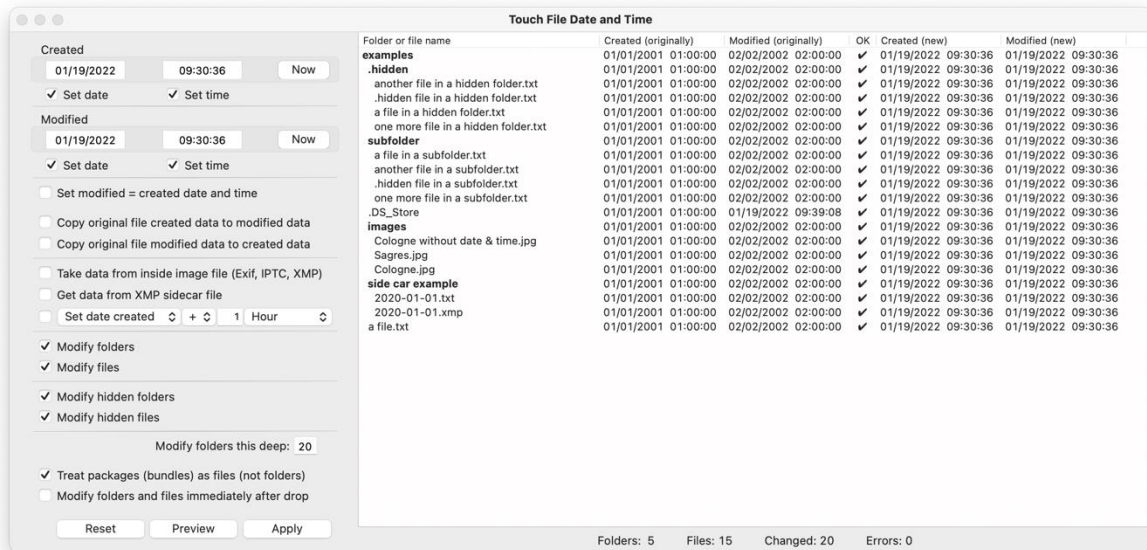 Touch File Date and Time
Created
01/19/2022 09:30:36 Now
Set date Set time
Modified
01/19/2022 09:30:36 Now
Set date Set time
Set modified = created date and time
Copy original file created data to modified data
Copy original file modified data to created data
Take data from inside image file (Exif, IPTC, XMP)
Get data from XMP sidecar file
Set date created + 1 Hour
Modify folders
Modify files
Modify hidden folders
Modify hidden files
Modify folders this deep: 20
Treat packages (bundles) as files (not folders)
Modify folders and files immediately after drop
Reset Preview Apply
Folder or file name Created (originally) Modified (originally) OK Created (new) Modified (new)
examples 01/01/2001 01:00:00 02/02/2002 02:00:00 ✔ 01/19/2022 09:30:36 01/19/2022 09:30:36
.hidden 01/01/2001 01:00:00 02/02/2002 02:00:00 ✔ 01/19/2022 09:30:36 01/19/2022 09:30:36
another file in a hidden folder.txt 01/01/2001 01:00:00 02/02/2002 02:00:00 ✔ 01/19/2022 09:30:36 01/19/2022 09:30:36
.hidden file in a hidden folder.txt 01/01/2001 01:00:00 02/02/2002 02:00:00 ✔ 01/19/2022 09:30:36 01/19/2022 09:30:36
a file in a hidden folder.txt 01/01/2001 01:00:00 02/02/2002 02:00:00 ✔ 01/19/2022 09:30:36 01/19/2022 09:30:36
one more file in a hidden folder.txt 01/01/2001 01:00:00 02/02/2002 02:00:00 ✔ 01/19/2022 09:30:36 01/19/2022 09:30:36
subfolder 01/01/2001 01:00:00 02/02/2002 02:00:00 ✔ 01/19/2022 09:30:36 01/19/2022 09:30:36
a file in a subfolder.txt 01/01/2001 01:00:00 02/02/2002 02:00:00 ✔ 01/19/2022 09:30:36 01/19/2022 09:30:36
another file in a subfolder.txt 01/01/2001 01:00:00 02/02/2002 02:00:00 ✔ 01/19/2022 09:30:36 01/19/2022 09:30:36
.hidden file in a subfolder.txt 01/01/2001 01:00:00 02/02/2002 02:00:00 ✔ 01/19/2022 09:30:36 01/19/2022 09:30:36
one more file in a subfolder.txt 01/01/2001 01:00:00 02/02/2002 02:00:00 ✔ 01/19/2022 09:30:36 01/19/2022 09:30:36
.DS_Store 01/01/2001 01:00:00 01/19/2022 09:39:08 ✔ 01/19/2022 09:30:36 01/19/2022 09:30:36
images 01/01/2001 01:00:00 02/02/2002 02:00:00 ✔ 01/19/2022 09:30:36 01/19/2022 09:30:36
Cologne without date & time.jpg 01/01/2001 01:00:00 02/02/2002 02:00:00 ✔ 01/19/2022 09:30:36 01/19/2022 09:30:36
Sagres.jpg 01/01/2001 01:00:00 02/02/2002 02:00:00 ✔ 01/19/2022 09:30:36 01/19/2022 09:30:36
Cologne.jpg 01/01/2001 01:00:00 02/02/2002 02:00:00 ✔ 01/19/2022 09:30:36 01/19/2022 09:30:36
side car example 01/01/2001 01:00:00 02/02/2002 02:00:00 ✔ 01/19/2022 09:30:36 01/19/2022 09:30:36
2020-01-01.txt 01/01/2001 01:00:00 02/02/2002 02:00:00 ✔ 01/19/2022 09:30:36 01/19/2022 09:30:36
2020-01-01.xmp 01/01/2001 01:00:00 02/02/2002 02:00:00 ✔ 01/19/2022 09:30:36 01/19/2022 09:30:36
a file.txt 01/01/2001 01:00:00 02/02/2002 02:00:00 ✔ 01/19/2022 09:30:36 01/19/2022 09:30:36
Folders: 5 Files: 15 Changed: 20 Errors: 0